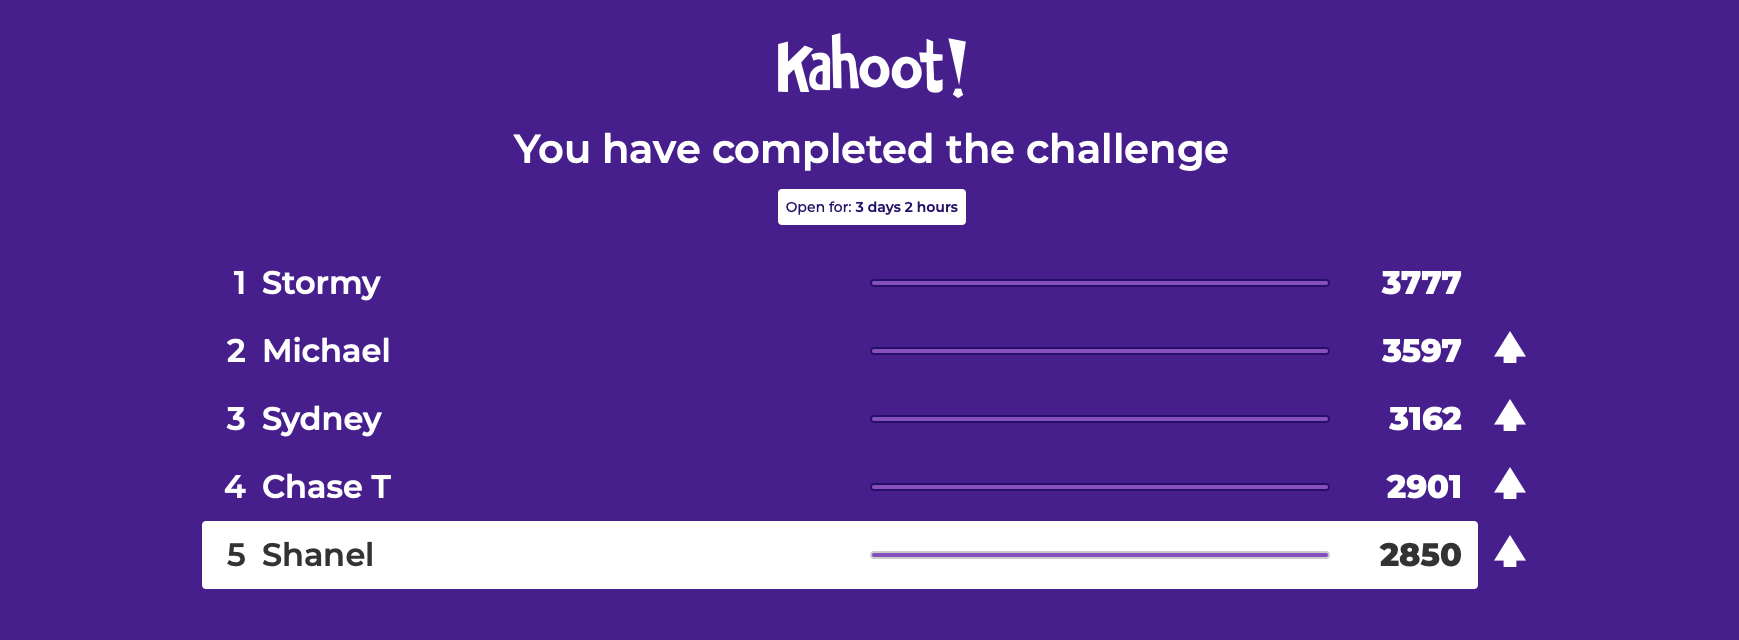 Kahoot!
You have completed the challenge
Open for: 3 days 2 hours
1 Stormy 3777
2 Michael 3597
3 Sydney 3162
4 Chase T 2901
5 Shanel 2850